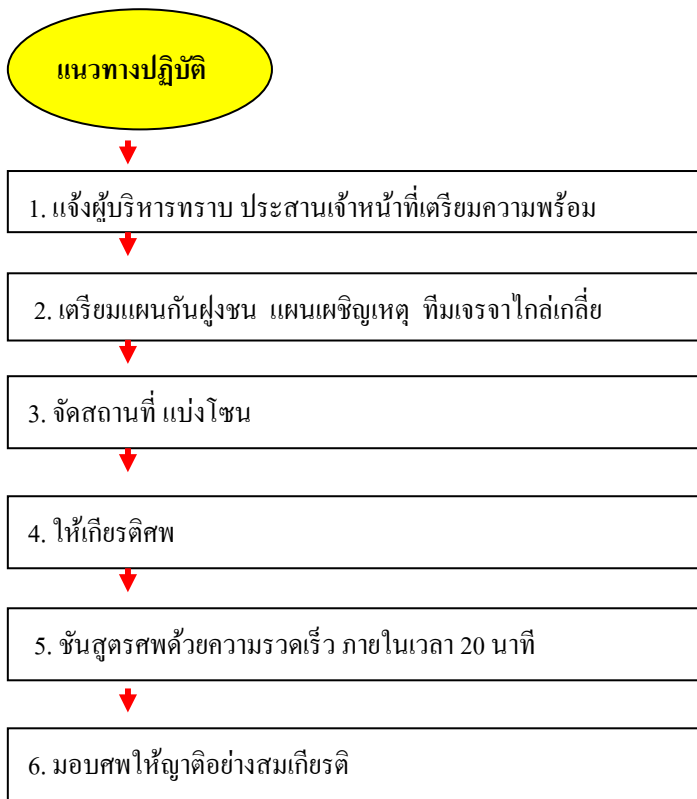 แนวทางปฏิบัติ
1. แจ้งผู้บริหารทราบ ประสานเจ้าหน้าที่เตรียมความพร้อม
2. เตรียมแผนกันฝูงชน แผนเผชิญเหตุ ทีมเจรจาไกล่เกลี่ย
3. จัดสถานที่ แบ่งโซน
4. ให้เกียรติศพ
5. ชันสูตรศพด้วยความรวดเร็ว ภายในเวลา 20 นาที
6. มอบศพให้ญาติอย่างสมเกียรติ